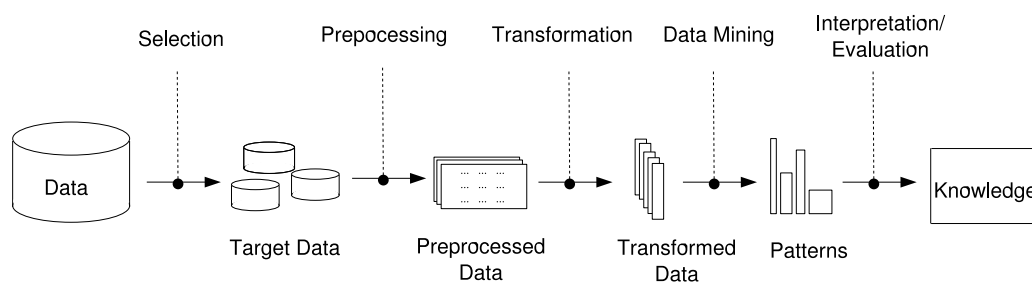 Selection
Prepocessing
Transformation
Data Mining
Interpretation/
Evaluation
Data
... ... ...
... ... ...
... ... ...
Knowledge
Target Data
Preprocessed
Data
Transformed
Data
Patterns